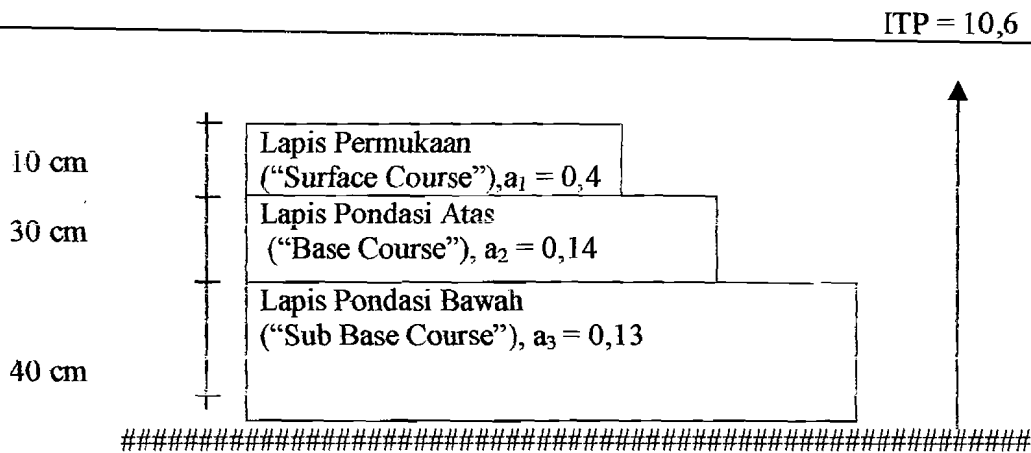 ITP = 10,6
10 cm
Lapis Permukaan
("Surface Course"),a₁ = 0,4
30 cm
Lapis Pondasi Atas
("Base Course"), a₂ = 0,14
Lapis Pondasi Bawah
("Sub Base Course"), a₃ = 0,13
40 cm
######################################################################